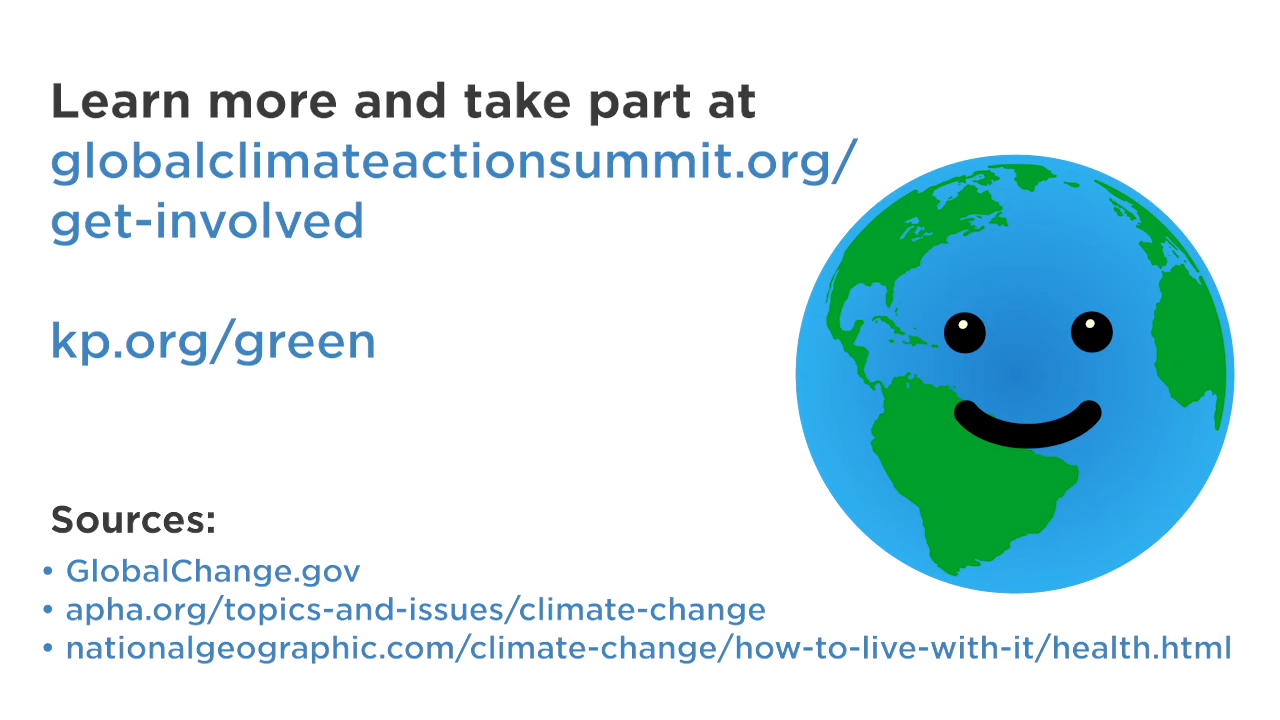 Learn more and take part at
globalclimateactionsummit.org/
get-involved
kp.org/green
Sources:
• GlobalChange.gov
• apha.org/topics-and-issues/climate-change
• nationalgeographic.com/climate-change/how-to-live-with-it/health.html